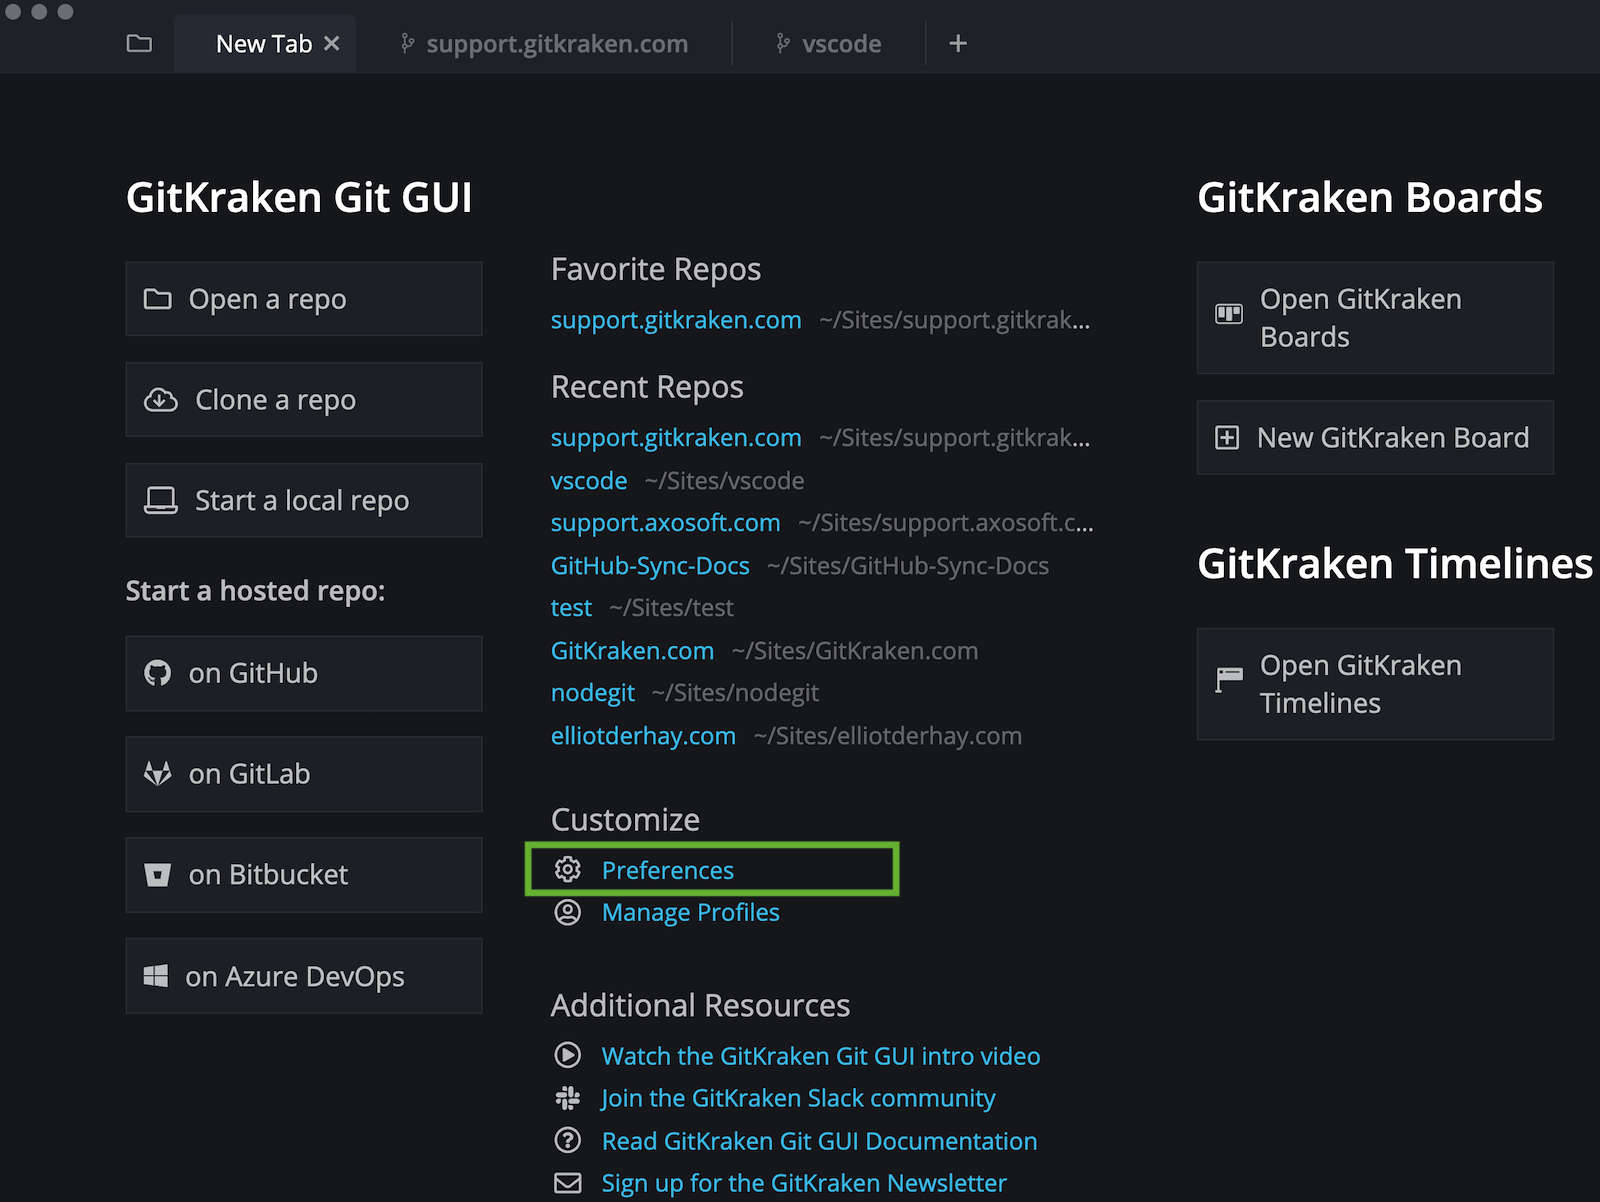 New Tab
support.gitkraken.com
vscode
GitKraken Git GUI
Open a repo
Clone a repo
Start a local repo
Start a hosted repo:
on GitHub
on GitLab
on Bitbucket
on Azure DevOps
Favorite Repos
support.gitkraken.com ~/Sites/support.gitkrak...
Recent Repos
support.gitkraken.com ~/Sites/support.gitkrak...
vscode ~/Sites/vscode
support.axosoft.com ~/Sites/support.axosoft.c...
GitHub-Sync-Docs ~/Sites/GitHub-Sync-Docs
test ~/Sites/test
GitKraken.com ~/Sites/GitKraken.com
nodegit ~/Sites/nodegit
elliotderhay.com ~/Sites/elliotderhay.com
Customize
Preferences
Manage Profiles
Additional Resources
Watch the GitKraken Git GUI intro video
Join the GitKraken Slack community
Read GitKraken Git GUI Documentation
Sign up for the GitKraken Newsletter
GitKraken Boards
Open GitKraken
Boards
New GitKraken Board
GitKraken Timelines
Open GitKraken
Timelines